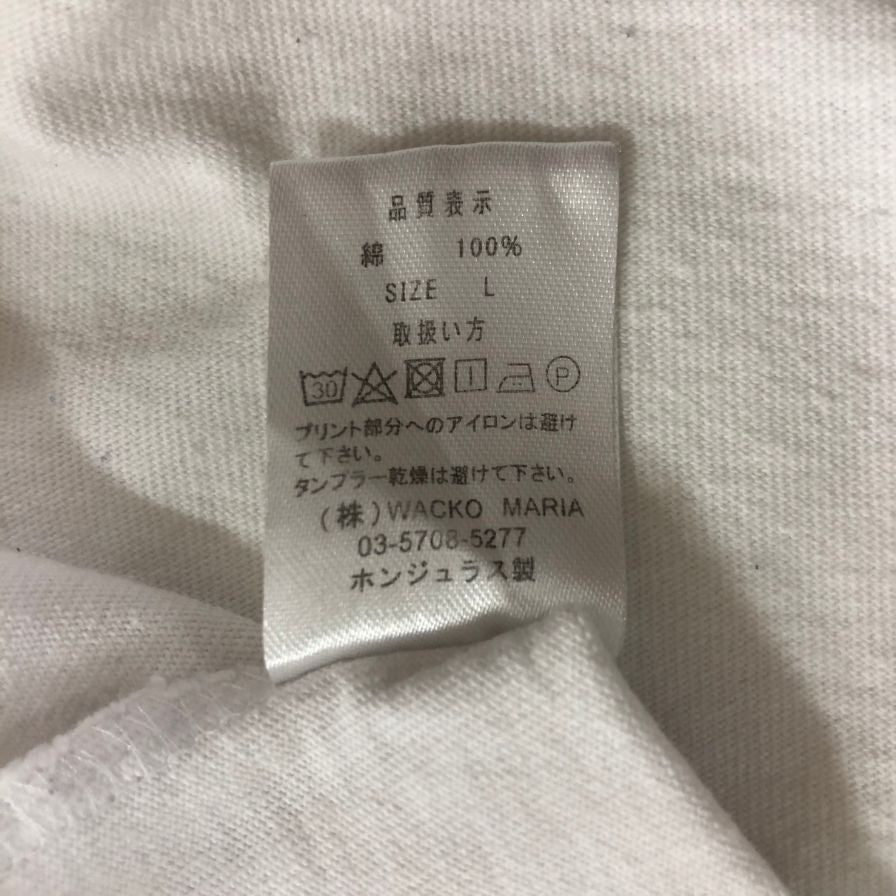 品質表示
綿 100%
SIZE L
取扱い方
30 P
プリント部分へのアイロンは避け
て下さい。
タンブラー乾燥は避けて下さい。
(株)WACKO MARIA
03-5708-5277
ホンジュラス製